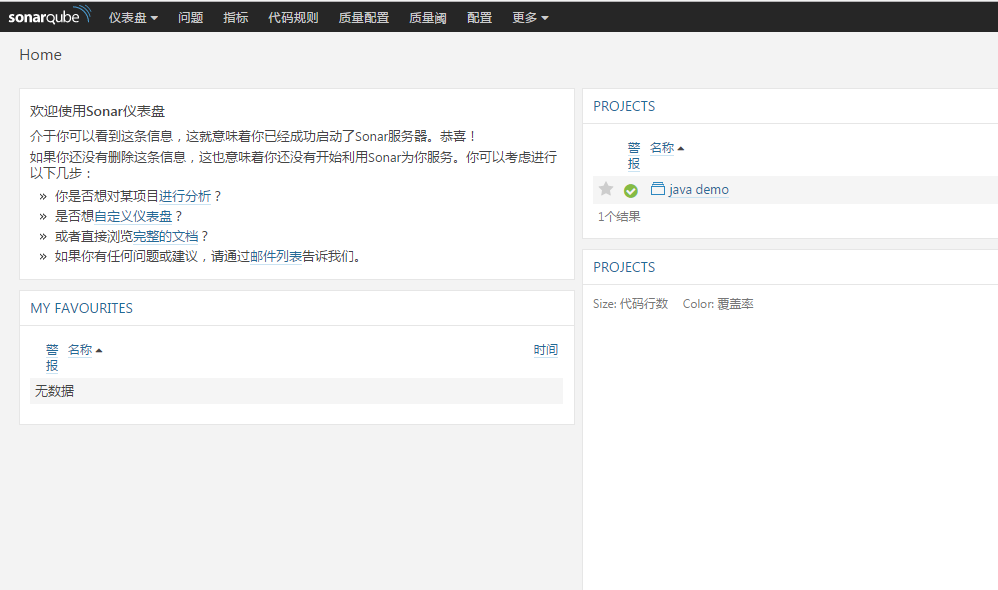 sonarqube 仪表盘 问题 指标 代码规则 质量配置 质量阈 配置 更多
Home
欢迎使用Sonar仪表盘
介于你可以看到这条信息，这就意味着你已经成功启动了Sonar服务器。恭喜！
如果你还没有删除这条信息，这也意味着你还没有开始利用Sonar为你服务。你可以考虑进行
以下几步：
» 你是否想对某项目进行分析？
» 是否想自定义仪表盘？
» 或者直接浏览完整的文档？
» 如果你有任何问题或建议，请通过邮件列表告诉我们。
MY FAVOURITES
警 名称 时间
报
无数据
PROJECTS
警 名称
报
java demo
1个结果
PROJECTS
Size: 代码行数 Color: 覆盖率